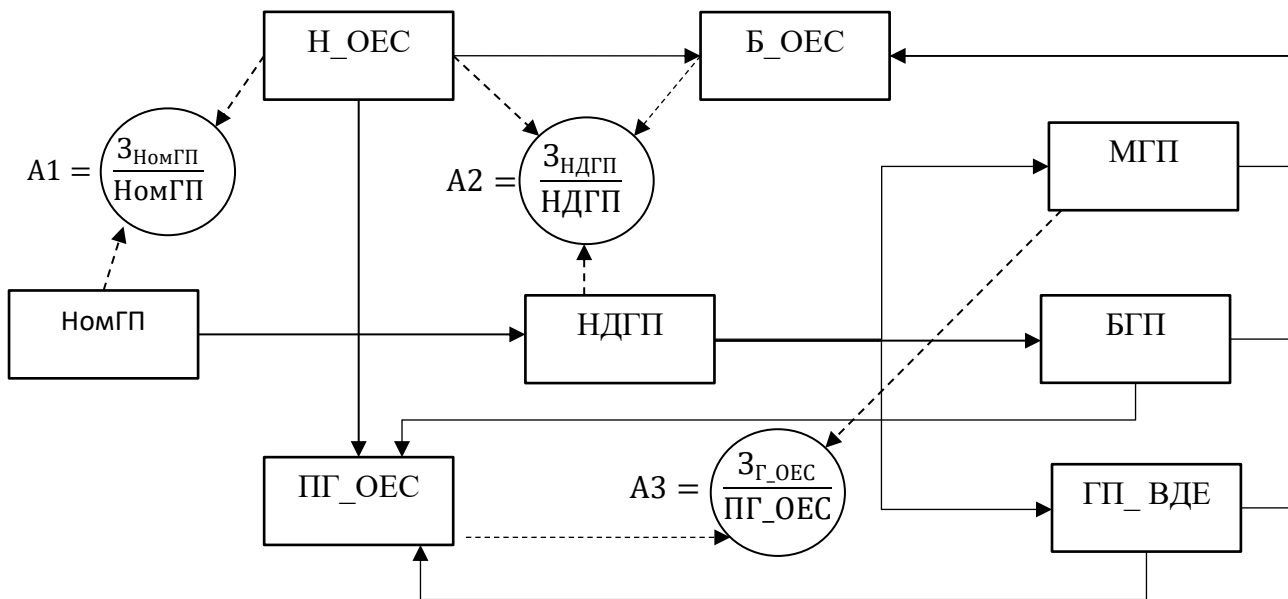 Н_ОЕС
Б_ОЕС
МГП
А1 = З_НомГП
НомГП
А2 = З_НДГП
НДГП
НомГП
НДГП
БГП
ПГ_ОЕС
А3 = З_Г_ОЕС
ПГ_ОЕС
ГП_ ВДЕ